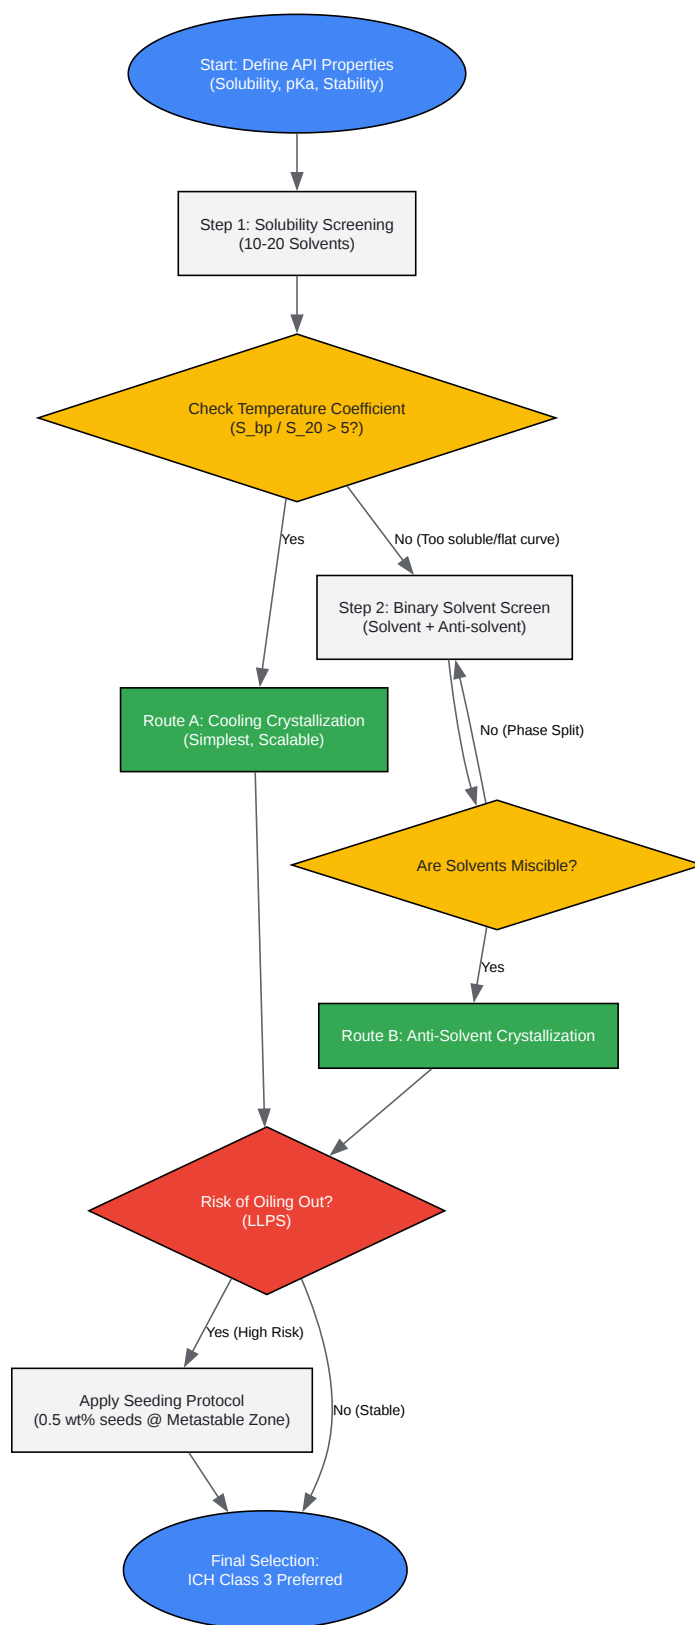 Start: Define API Properties
(Solubility, pKa, Stability)
Step 1: Solubility Screening
(10-20 Solvents)
Check Temperature Coefficient
(S_bp / S_20 > 5?)
Yes
No (Too soluble/flat curve)
Step 2: Binary Solvent Screen
(Solvent + Anti-solvent)
Route A: Cooling Crystallization
(Simplest, Scalable)
No (Phase Split)
Are Solvents Miscible?
Yes
Route B: Anti-Solvent Crystallization
Risk of Oiling Out?
(LLPS)
Yes (High Risk)
No (Stable)
Apply Seeding Protocol
(0.5 wt% seeds @ Metastable Zone)
Final Selection:
ICH Class 3 Preferred